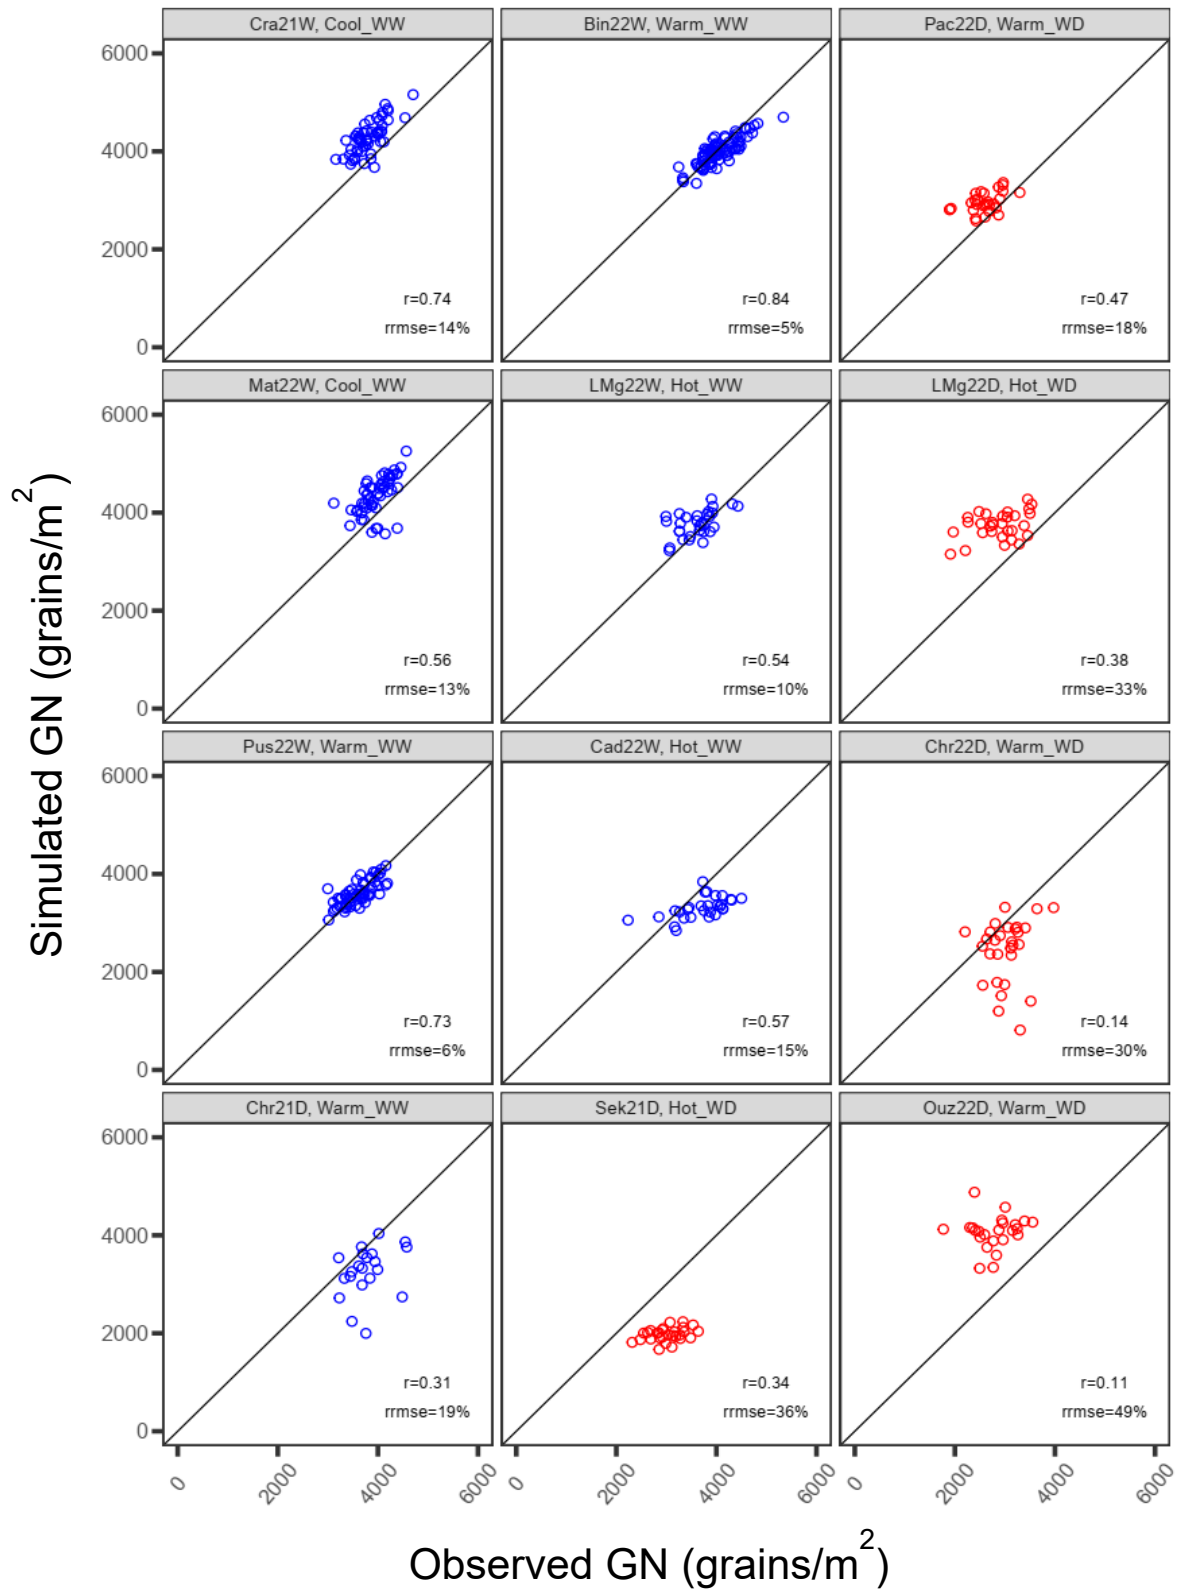 Cra21W, Cool_WW
Bin22W, Warm_WW
Pac22D, Warm_WD
6000
4000
2000
0
r=0.74
rrmse=14%
r=0.84
rrmse=5%
r=0.47
rrmse=18%
Mat22W, Cool_WW
LMg22W, Hot_WW
LMg22D, Hot_WD
6000
4000
2000
0
r=0.56
rrmse=13%
r=0.54
rrmse=10%
r=0.38
rrmse=33%
Pus22W, Warm_WW
Cad22W, Hot_WW
Chr22D, Warm_WD
6000
4000
2000
0
r=0.73
rrmse=6%
r=0.57
rrmse=15%
r=0.14
rrmse=30%
Chr21D, Warm_WW
Sek21D, Hot_WD
Ouz22D, Warm_WD
6000
4000
2000
0
r=0.31
rrmse=19%
r=0.34
rrmse=36%
r=0.11
rrmse=49%
0
2000
4000
6000
0
2000
4000
6000
0
2000
4000
6000
Simulated GN (grains/m²)
Observed GN (grains/m²)